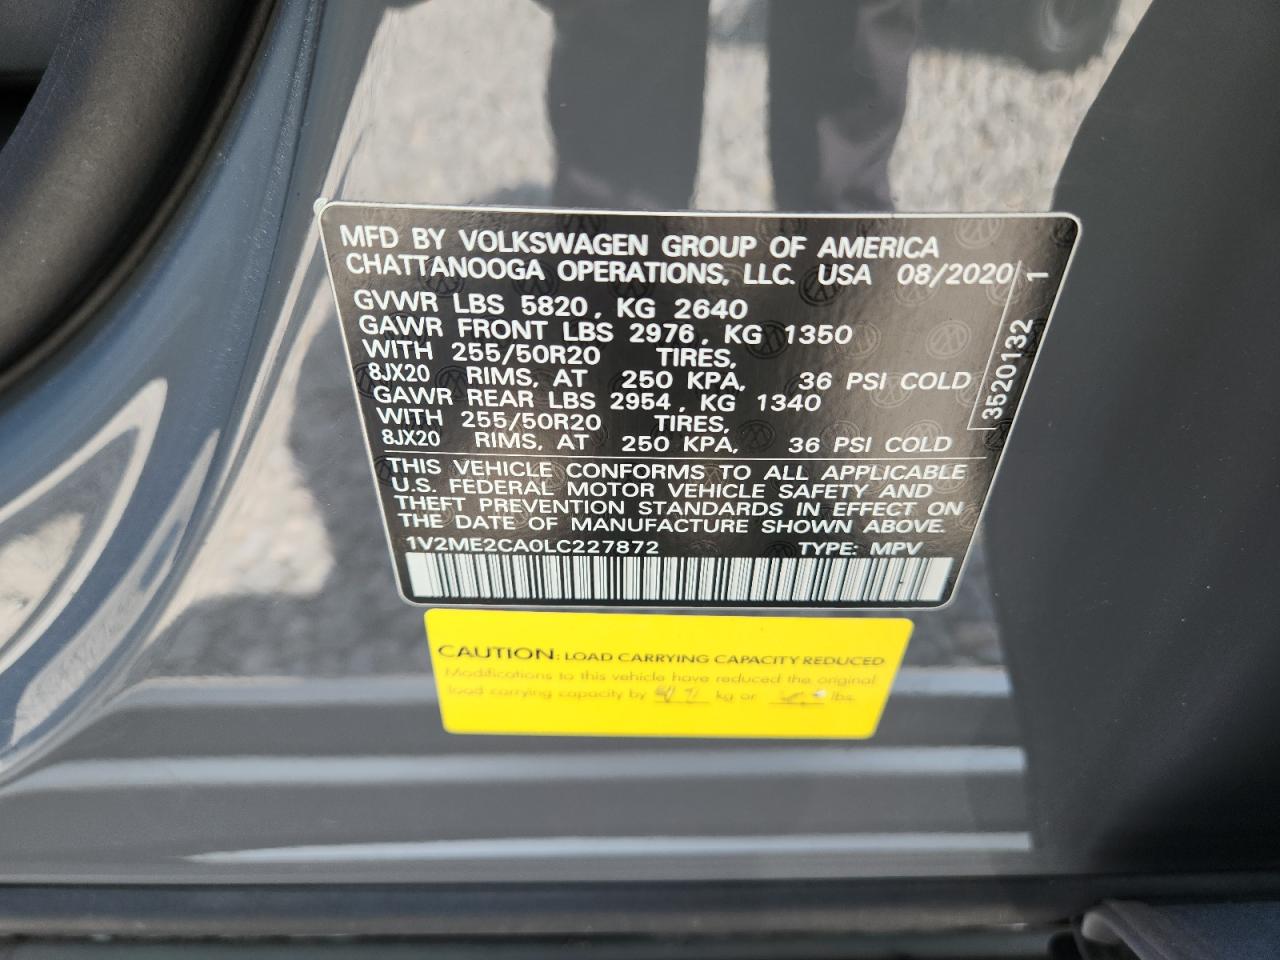 MFD BY VOLKSWAGEN GROUP OF AMERICA
CHATTANOOGA OPERATIONS, LLC. USA 08/2020
GVWR LBS 5820, KG 2640
GAWR FRONT LBS 2976, KG 1350
WITH 255/50R20 TIRES,
8JX20 RIMS, AT 250 KPA, 36 PSI COLD
GAWR REAR LBS 2954, KG 1340
WITH 255/50R20 TIRES,
8JX20 RIMS, AT 250 KPA, 36 PSI COLD
3520132 1
THIS VEHICLE CONFORMS TO ALL APPLICABLE
U.S. FEDERAL MOTOR VEHICLE SAFETY AND
THEFT PREVENTION STANDARDS IN EFFECT ON
THE DATE OF MANUFACTURE SHOWN ABOVE.
1V2ME2CA0LC227872 TYPE: MPV
CAUTION: LOAD CARRYING CAPACITY REDUCED
Modifications to this vehicle have reduced the original
load carrying capacity by kg or lbs.